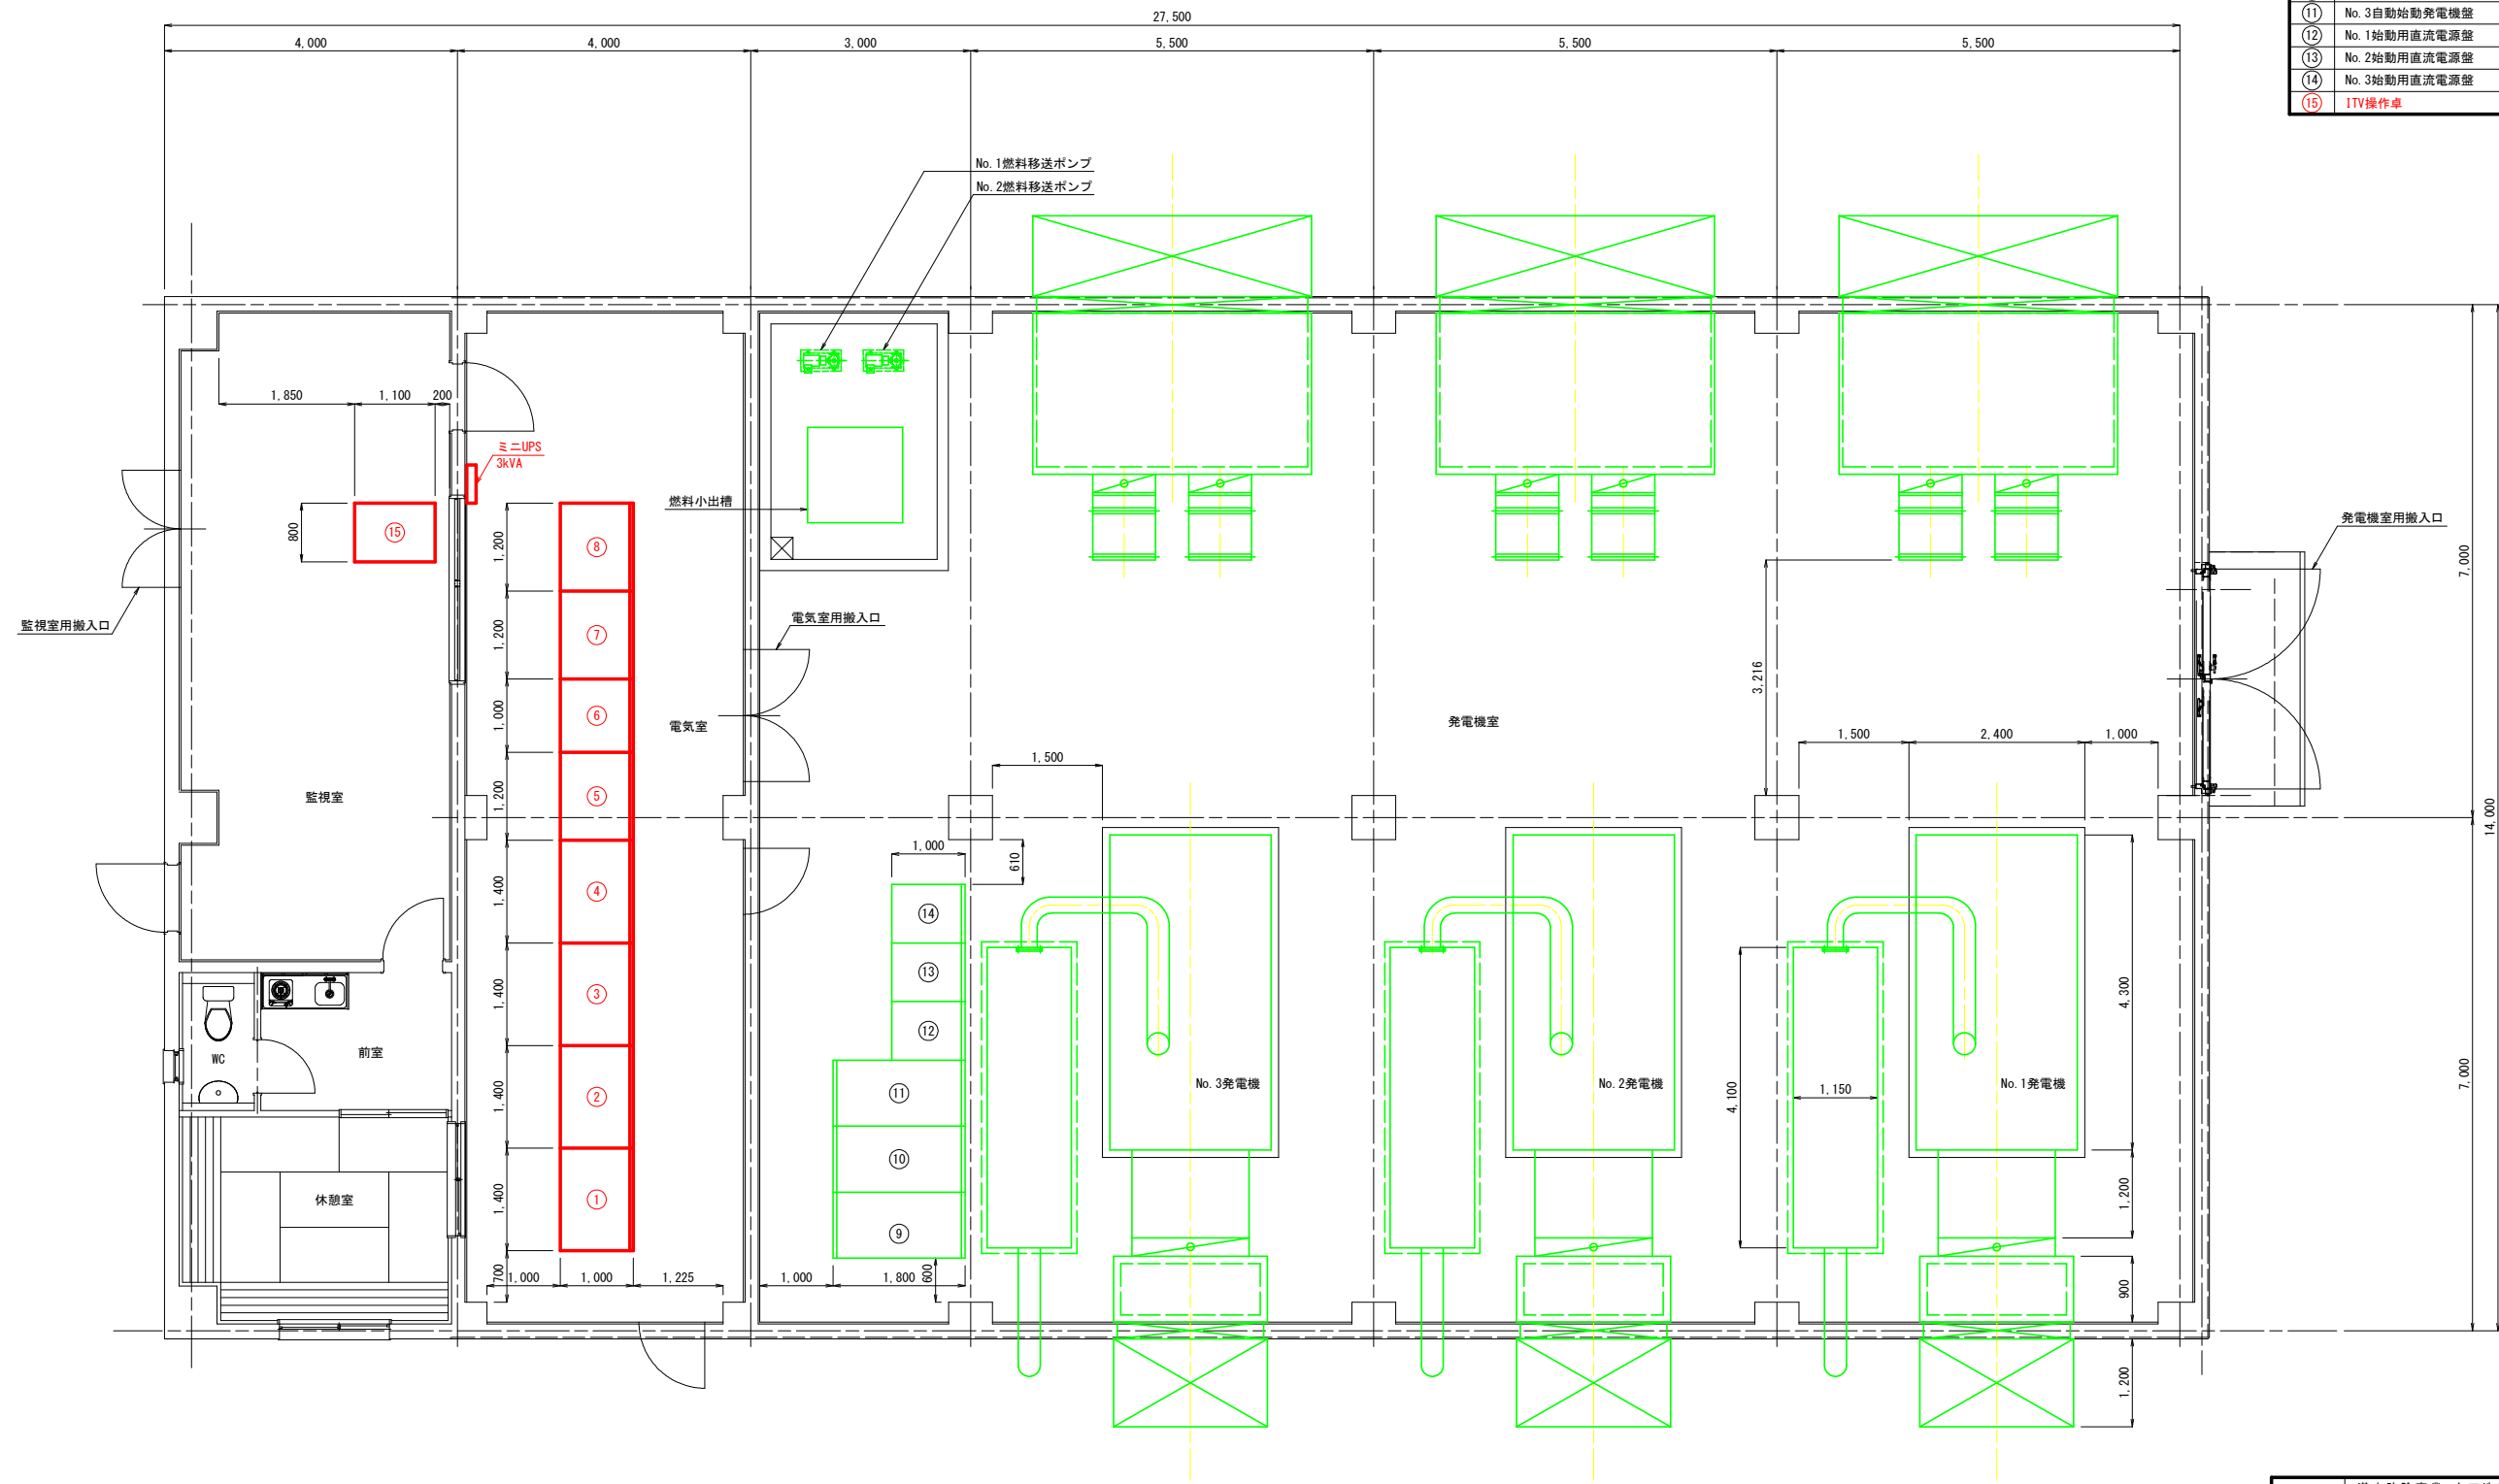 27,500
4,000
4,000
3,000
5,500
5,500
5,500
⑪ No.3自動始動発電機盤
⑫ No.1始動用直流電源盤
⑬ No.2始動用直流電源盤
⑭ No.3始動用直流電源盤
⑮ ITV操作卓
No.1燃料移送ポンプ
No.2燃料移送ポンプ
1,850
1,100
200
ミニUPS
3kVA
燃料小出槽
800
⑮
1,200
⑧
発電機室用搬入口
7,000
監視室用搬入口
1,200
⑦
電気室用搬入口
3,216
1,000
⑥
電気室
発電機室
1,500
1,500
2,400
1,000
監視室
1,200
⑤
14,000
1,000
610
1,400
④
⑭
⑬
1,400
③
4,300
⑫
WC
前室
1,400
②
⑪
No.3発電機
No.2発電機
No.1発電機
4,100
1,150
7,000
⑩
休憩室
1,400
①
1,200
⑨
700
1,000
1,000
1,225
1,000
1,800
600
900
1,200